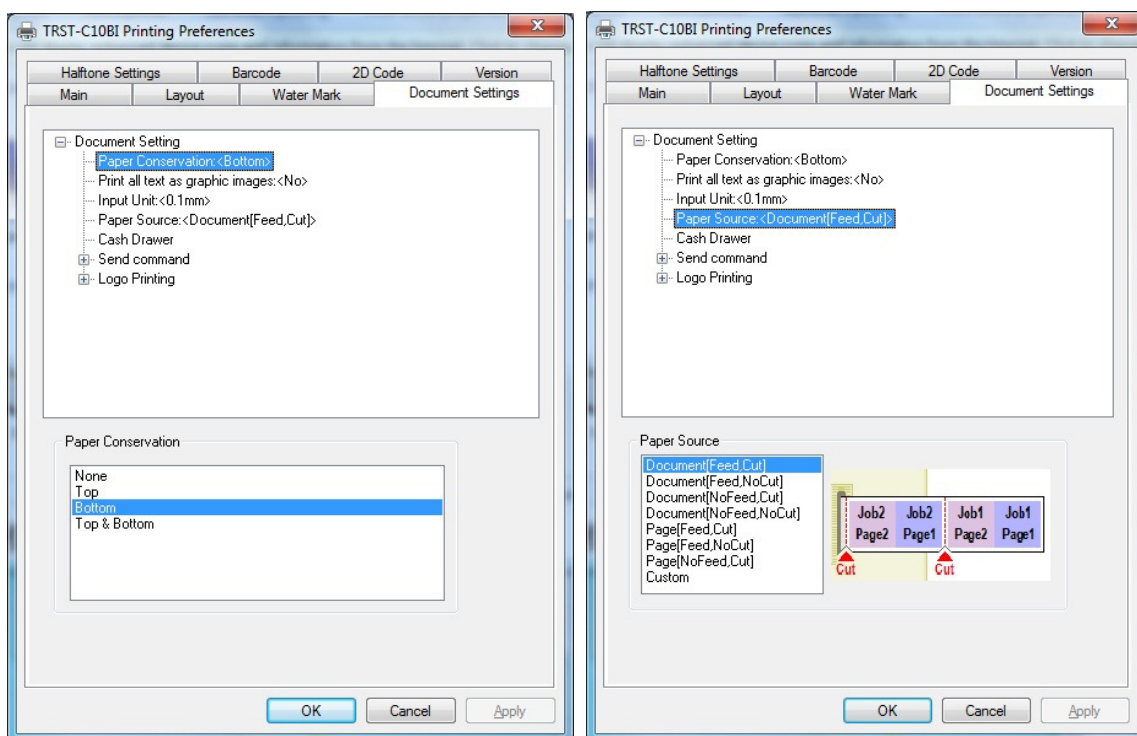 TRST-C10BI Printing Preferences
Halftone Settings Barcode 2D Code Version
Main Layout Water Mark Document Settings
Document Setting
Paper Conservation:<Bottom>
Print all text as graphic images:<No>
Input Unit:<0.1mm>
Paper Source:<Document[Feed,Cut]>
Cash Drawer
Send command
Logo Printing
Paper Conservation
None
Top
Bottom
Top & Bottom
OK Cancel Apply
TRST-C10BI Printing Preferences
Halftone Settings Barcode 2D Code Version
Main Layout Water Mark Document Settings
Document Setting
Paper Conservation:<Bottom>
Print all text as graphic images:<No>
Input Unit:<0.1mm>
Paper Source:<Document[Feed,Cut]>
Cash Drawer
Send command
Logo Printing
Paper Source
Document[Feed,Cut]
Document[Feed,NoCut]
Document[NoFeed,Cut]
Document[NoFeed,NoCut]
Page[Feed,Cut]
Page[Feed,NoCut]
Page[NoFeed,Cut]
Custom
Job2 Job2 Job1 Job1
Page2 Page1 Page2 Page1
Cut Cut
OK Cancel Apply